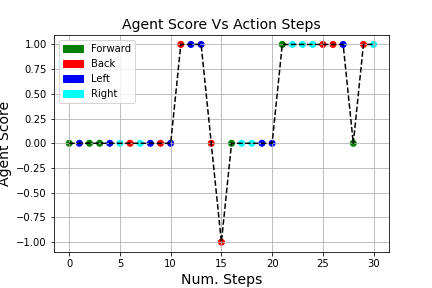 Agent Score Vs Action Steps
Forward
Back
Left
Right
1.00
0.75
0.50
0.25
0.00
−0.25
−0.50
−0.75
−1.00
Agent Score
0
5
10
15
20
25
30
Num. Steps